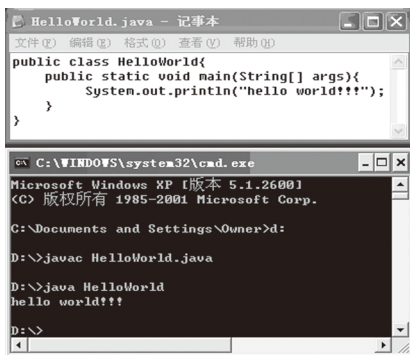 HelloWorld.java - 记事本
文件(F) 编辑(E) 格式(O) 查看(V) 帮助(H)
public class HelloWorld{
public static void main(String[] args){
System.out.println("hello world!!!");
}
}
C:\WINDOWS\system32\cmd.exe
Microsoft Windows XP [版本 5.1.2600]
(C) 版权所有 1985-2001 Microsoft Corp.
C:\Documents and Settings\Owner>d:
D:\>javac HelloWorld.java
D:\>java HelloWorld
hello world!!!
D:\>